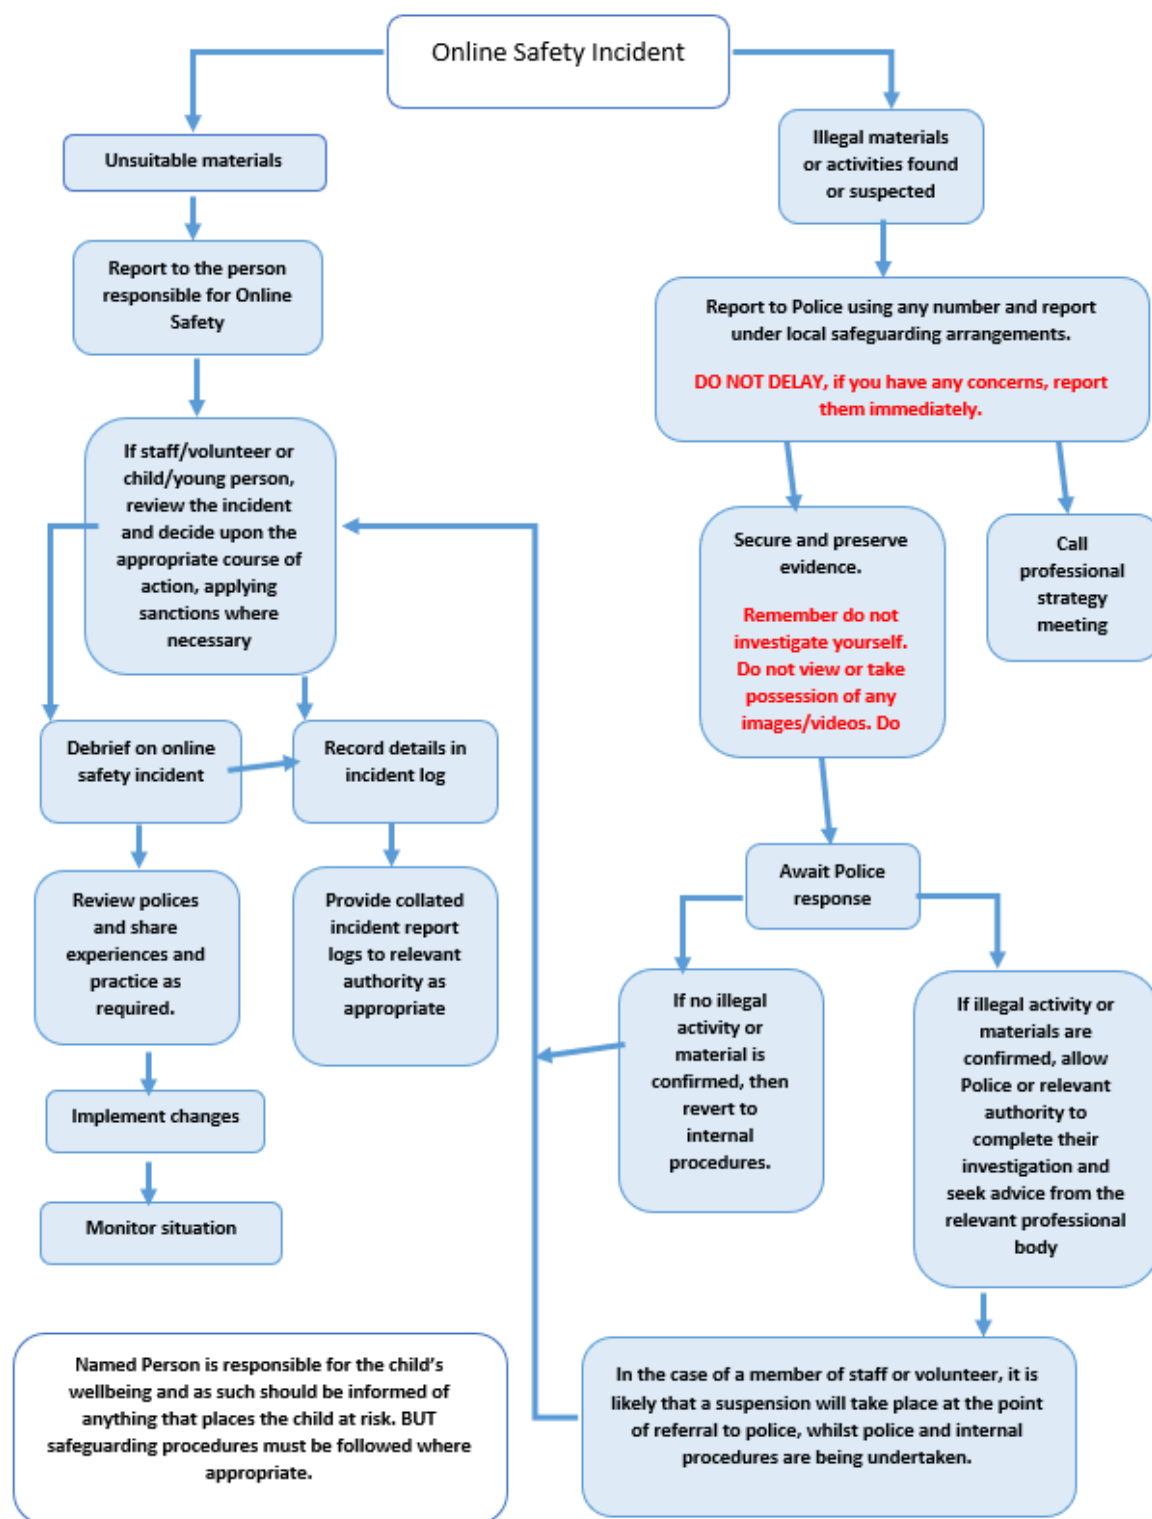 Online Safety Incident
Unsuitable materials
Illegal materials
or activities found
or suspected
Report to the person
responsible for Online
Safety
Report to Police using any number and report
under local safeguarding arrangements.
DO NOT DELAY, if you have any concerns, report
them immediately.
If staff/volunteer or
child/young person,
review the incident
and decide upon the
appropriate course of
action, applying
sanctions where
necessary
Secure and preserve
evidence.
Remember do not
investigate yourself.
Do not view or take
possession of any
images/videos. Do
Call
professional
strategy
meeting
Debrief on online
safety incident
Record details in
incident log
Review polices
and share
experiences and
practice as
required.
Provide collated
incident report
logs to relevant
authority as
appropriate
Await Police
response
If no illegal
activity or
material is
confirmed, then
revert to
internal
procedures.
If illegal activity or
materials are
confirmed, allow
Police or relevant
authority to
complete their
investigation and
seek advice from the
relevant professional
body
Implement changes
Monitor situation
Named Person is responsible for the child’s
wellbeing and as such should be informed of
anything that places the child at risk. BUT
safeguarding procedures must be followed where
appropriate.
In the case of a member of staff or volunteer, it is
likely that a suspension will take place at the point
of referral to police, whilst police and internal
procedures are being undertaken.